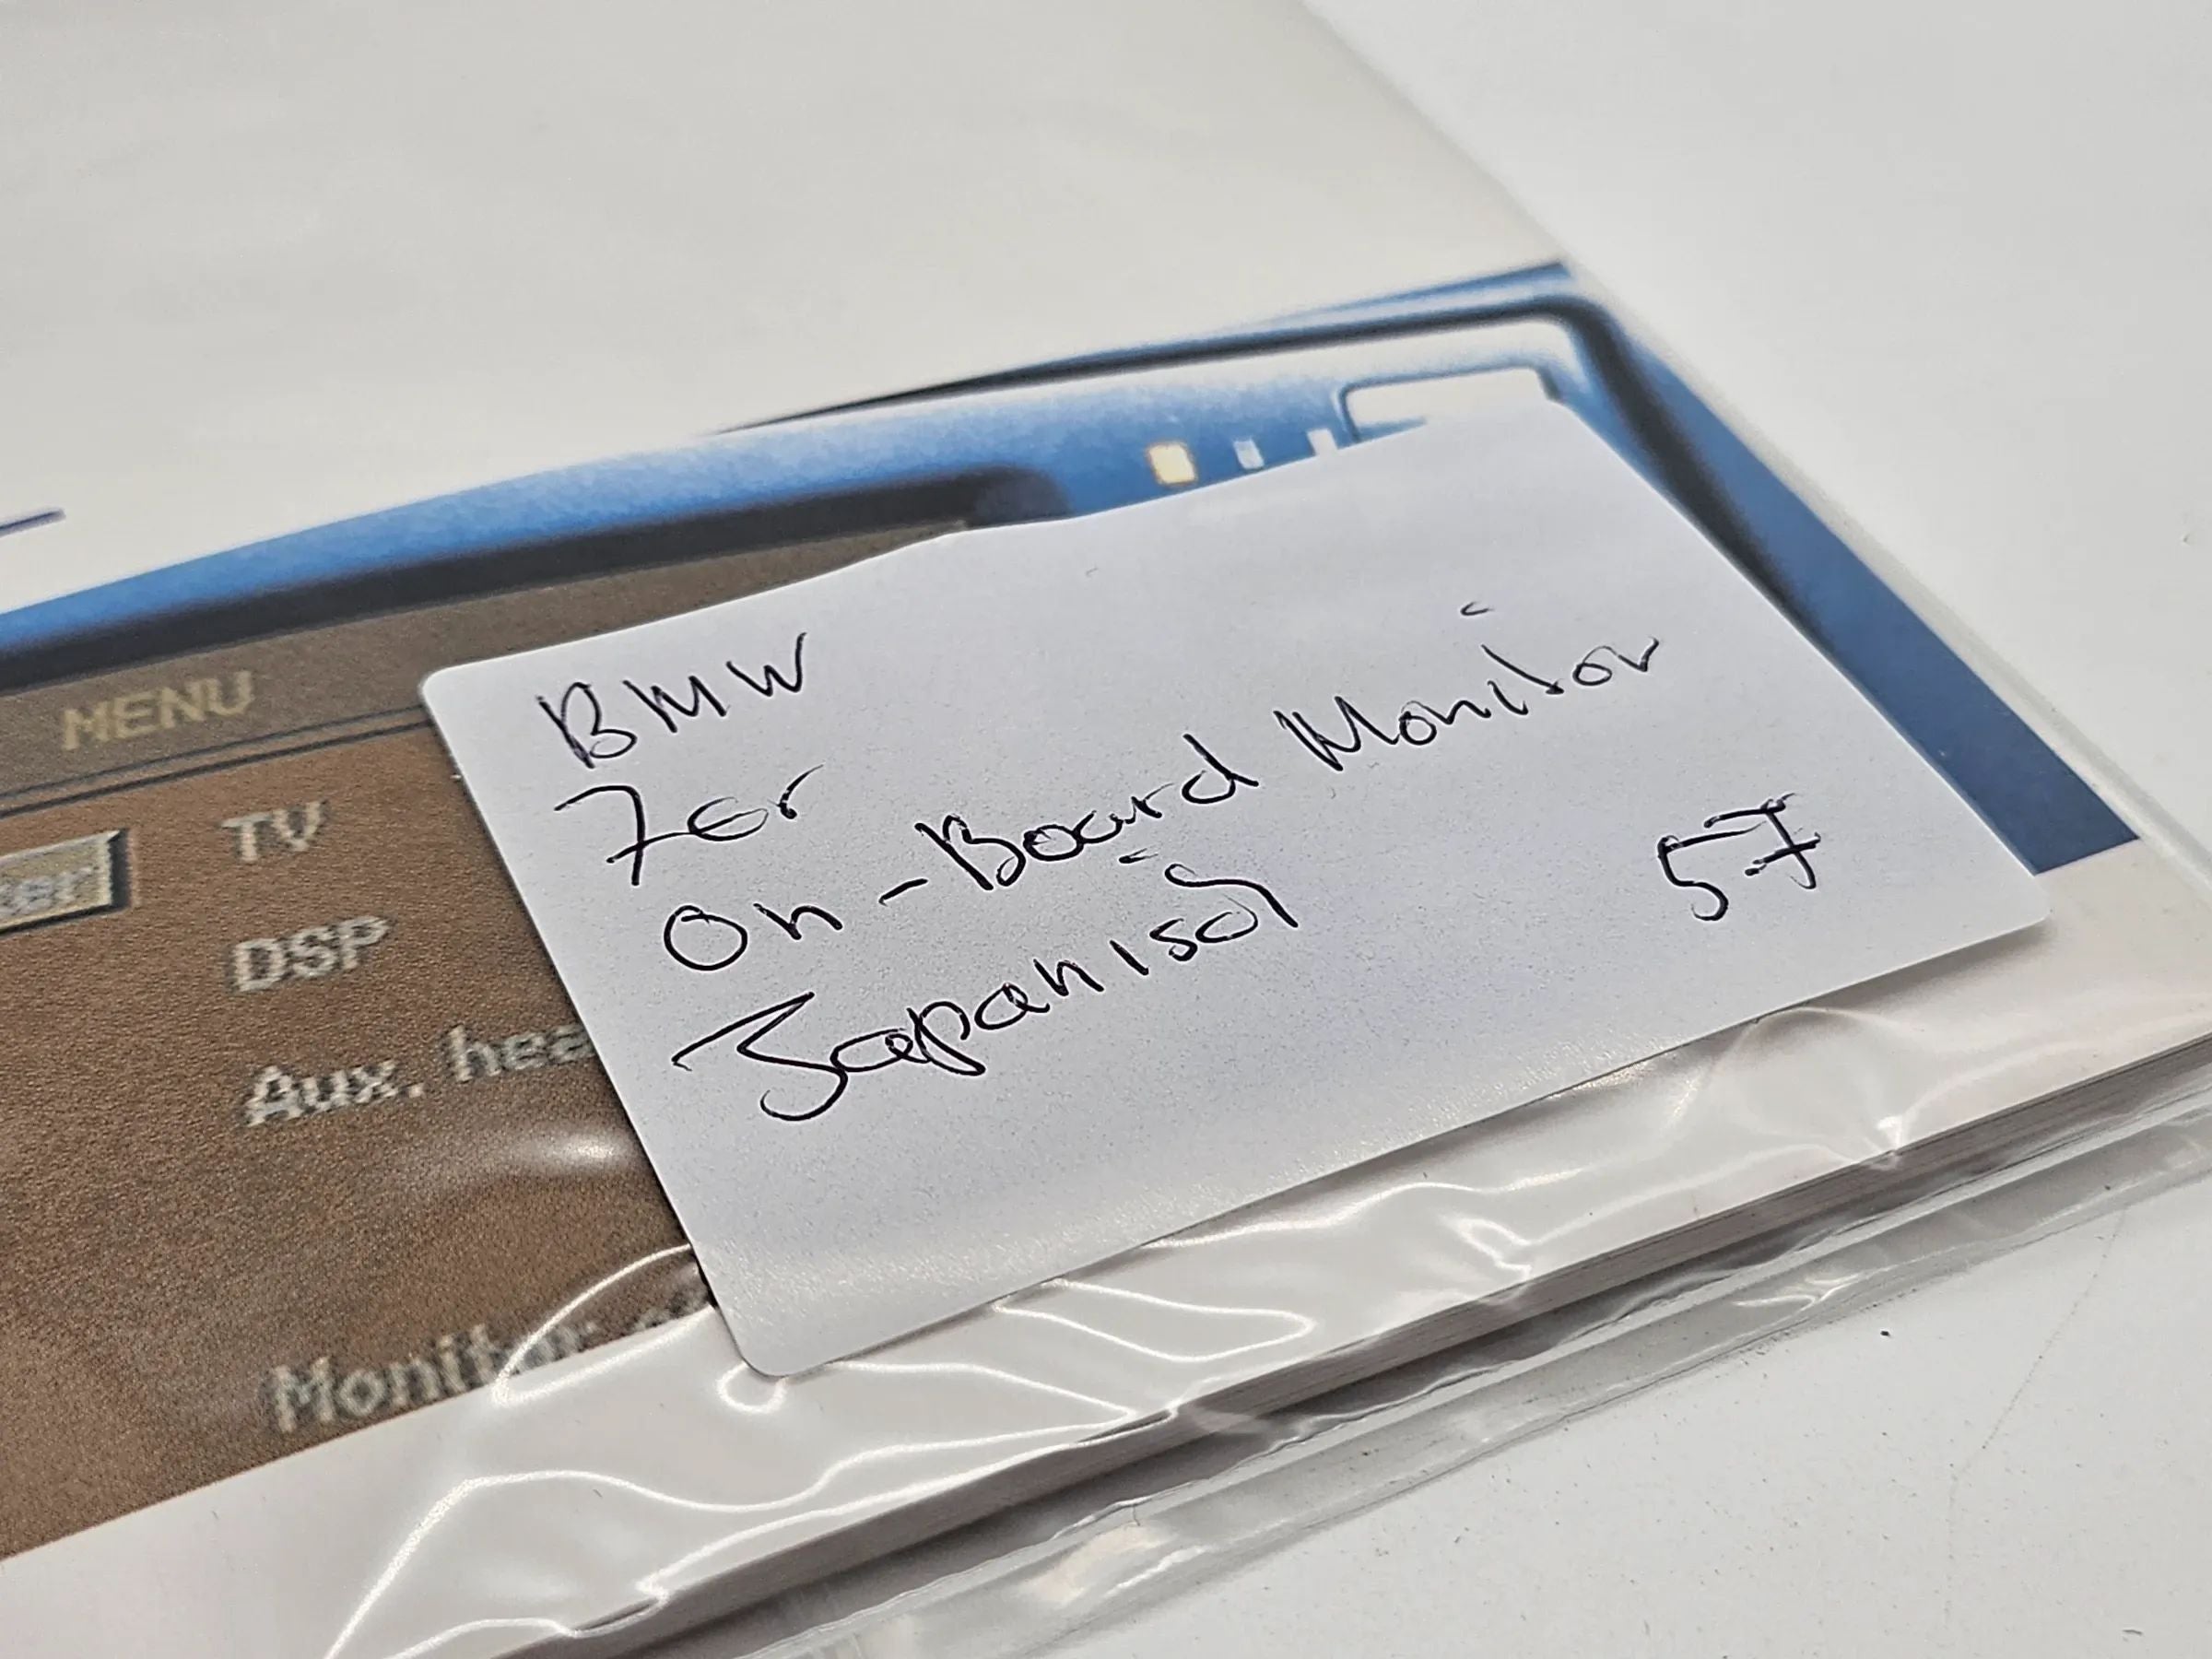 MENU
TV
DSP
Aux. hea
Monitor
BMW
7er
On-Board Monitor
Japanisch
57